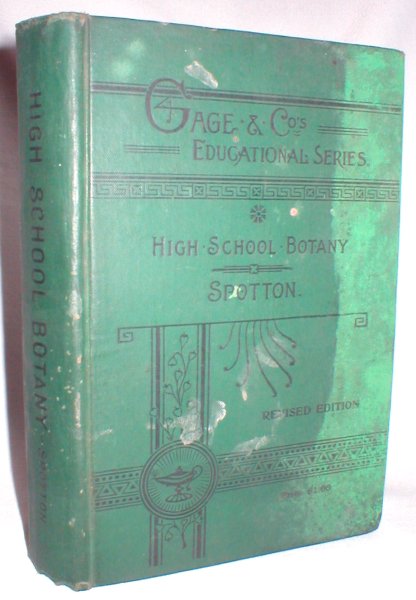 HIGH SCHOOL BOTANY SPOTTON
GAGE & CO'S
EDUCATIONAL SERIES.
HIGH · SCHOOL · BOTANY
SPOTTON.
REVISED EDITION